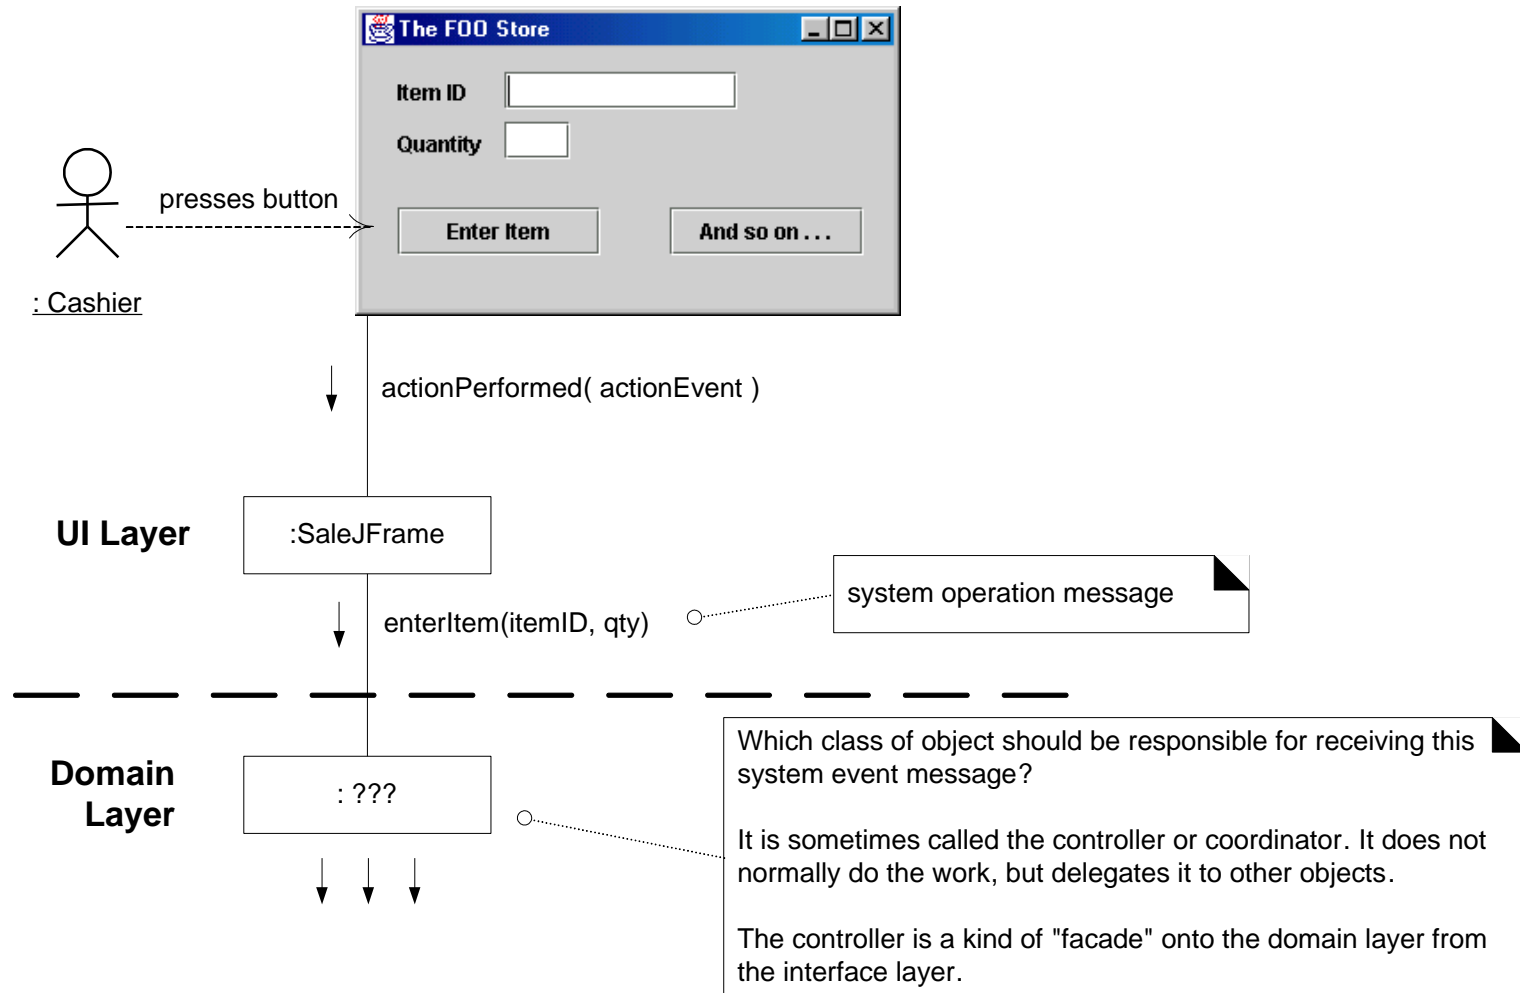 The FOO Store
Item ID
Quantity
presses button
Enter Item
And so on . . .
: Cashier
actionPerformed( actionEvent )
UI Layer
:SaleJFrame
system operation message
enterItem(itemID, qty)
Domain
Layer
: ???
Which class of object should be responsible for receiving this
system event message?
It is sometimes called the controller or coordinator. It does not
normally do the work, but delegates it to other objects.
The controller is a kind of "facade" onto the domain layer from
the interface layer.